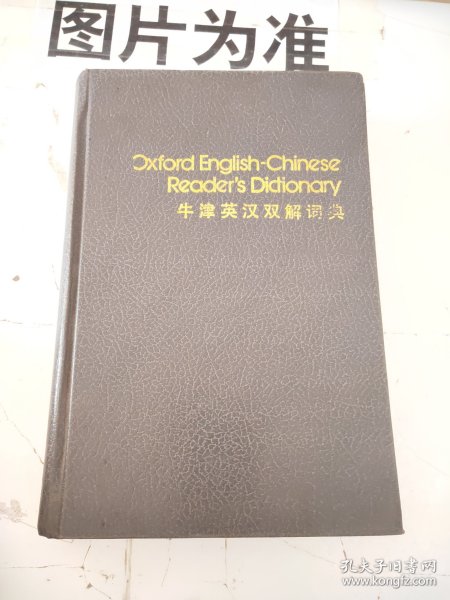 图片为准
Oxford English-Chinese
Reader's Dictionary
牛津英汉双解词典
孔夫子旧书网
www.kongfz.com